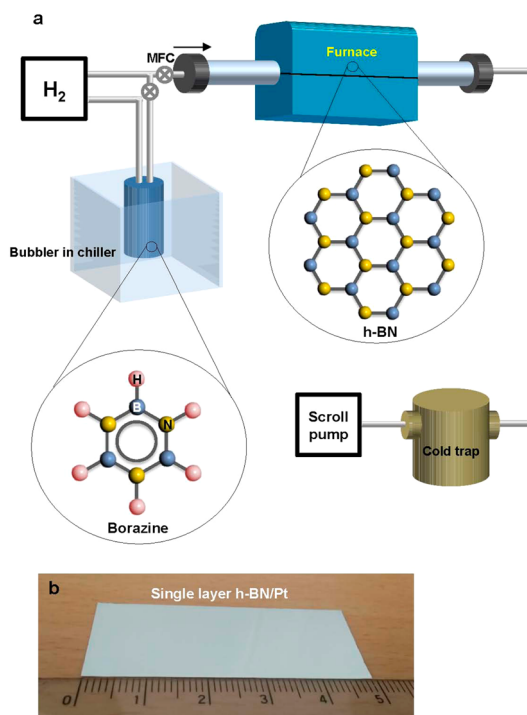 a
MFC
Furnace
H2
Bubbler in chiller
h-BN
H
B
N
Borazine
Scroll
pump
Cold trap
b
Single layer h-BN/Pt
0 1 2 3 4 5